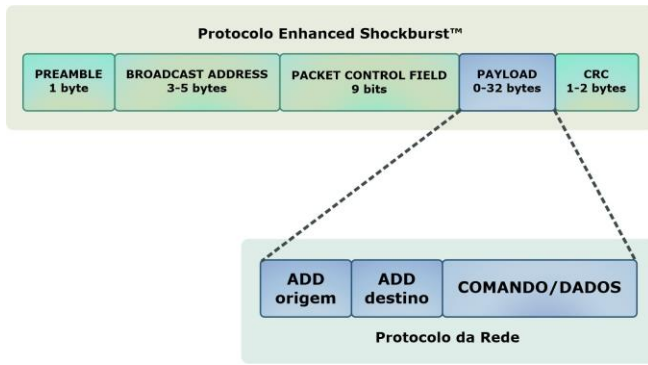 Protocolo Enhanced Shockburst™
PREAMBLE
1 byte
BROADCAST ADDRESS
3-5 bytes
PACKET CONTROL FIELD
9 bits
PAYLOAD
0-32 bytes
CRC
1-2 bytes
ADD
origem
ADD
destino
COMANDO/DADOS
Protocolo da Rede